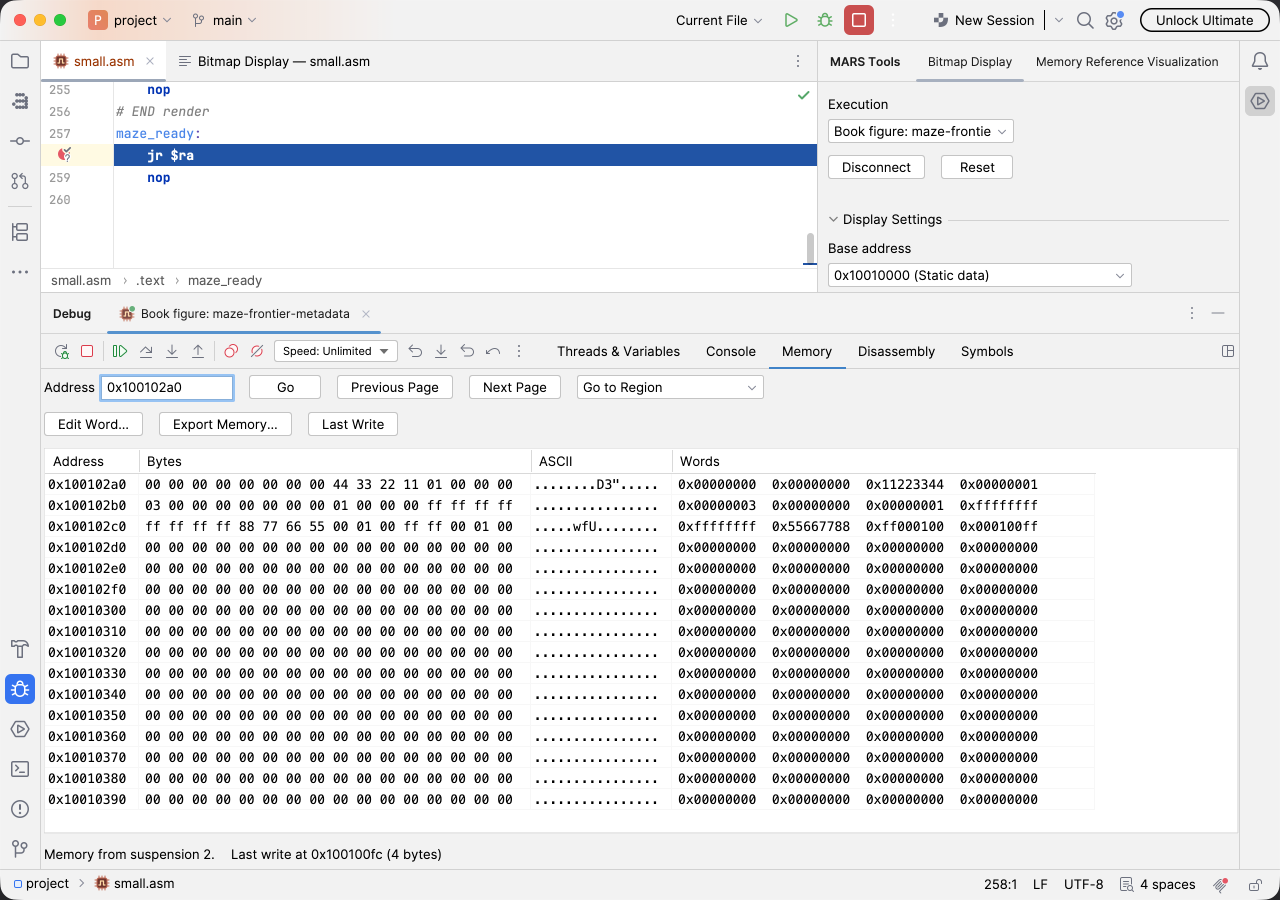 P project main Current File New Session Unlock Ultimate
small.asm Bitmap Display — small.asm MARS Tools Bitmap Display Memory Reference Visualization
255 nop
256 # END render
257 maze_ready:
jr $ra
259 nop
260
Execution
Book figure: maze-frontie
Disconnect Reset
Display Settings
Base address
0x10010000 (Static data)
small.asm › .text › maze_ready
Debug Book figure: maze-frontier-metadata
Speed: Unlimited Threads & Variables Console Memory Disassembly Symbols
Address 0x100102a0 Go Previous Page Next Page Go to Region
Edit Word... Export Memory... Last Write
Address Bytes ASCII Words
0x100102a0 00 00 00 00 00 00 00 00 44 33 22 11 01 00 00 00 ........D3"..... 0x00000000 0x00000000 0x11223344 0x00000001
0x100102b0 03 00 00 00 00 00 00 00 01 00 00 00 ff ff ff ff ................ 0x00000003 0x00000000 0x00000001 0xffffffff
0x100102c0 ff ff ff ff 88 77 66 55 00 01 00 ff ff 00 01 00 .....wfU........ 0xffffffff 0x55667788 0xff000100 0x000100ff
0x100102d0 00 00 00 00 00 00 00 00 00 00 00 00 00 00 00 00 ................ 0x00000000 0x00000000 0x00000000 0x00000000
0x100102e0 00 00 00 00 00 00 00 00 00 00 00 00 00 00 00 00 ................ 0x00000000 0x00000000 0x00000000 0x00000000
0x100102f0 00 00 00 00 00 00 00 00 00 00 00 00 00 00 00 00 ................ 0x00000000 0x00000000 0x00000000 0x00000000
0x10010300 00 00 00 00 00 00 00 00 00 00 00 00 00 00 00 00 ................ 0x00000000 0x00000000 0x00000000 0x00000000
0x10010310 00 00 00 00 00 00 00 00 00 00 00 00 00 00 00 00 ................ 0x00000000 0x00000000 0x00000000 0x00000000
0x10010320 00 00 00 00 00 00 00 00 00 00 00 00 00 00 00 00 ................ 0x00000000 0x00000000 0x00000000 0x00000000
0x10010330 00 00 00 00 00 00 00 00 00 00 00 00 00 00 00 00 ................ 0x00000000 0x00000000 0x00000000 0x00000000
0x10010340 00 00 00 00 00 00 00 00 00 00 00 00 00 00 00 00 ................ 0x00000000 0x00000000 0x00000000 0x00000000
0x10010350 00 00 00 00 00 00 00 00 00 00 00 00 00 00 00 00 ................ 0x00000000 0x00000000 0x00000000 0x00000000
0x10010360 00 00 00 00 00 00 00 00 00 00 00 00 00 00 00 00 ................ 0x00000000 0x00000000 0x00000000 0x00000000
0x10010370 00 00 00 00 00 00 00 00 00 00 00 00 00 00 00 00 ................ 0x00000000 0x00000000 0x00000000 0x00000000
0x10010380 00 00 00 00 00 00 00 00 00 00 00 00 00 00 00 00 ................ 0x00000000 0x00000000 0x00000000 0x00000000
0x10010390 00 00 00 00 00 00 00 00 00 00 00 00 00 00 00 00 ................ 0x00000000 0x00000000 0x00000000 0x00000000
Memory from suspension 2. Last write at 0x100100fc (4 bytes)
project › small.asm 258:1 LF UTF-8 4 spaces